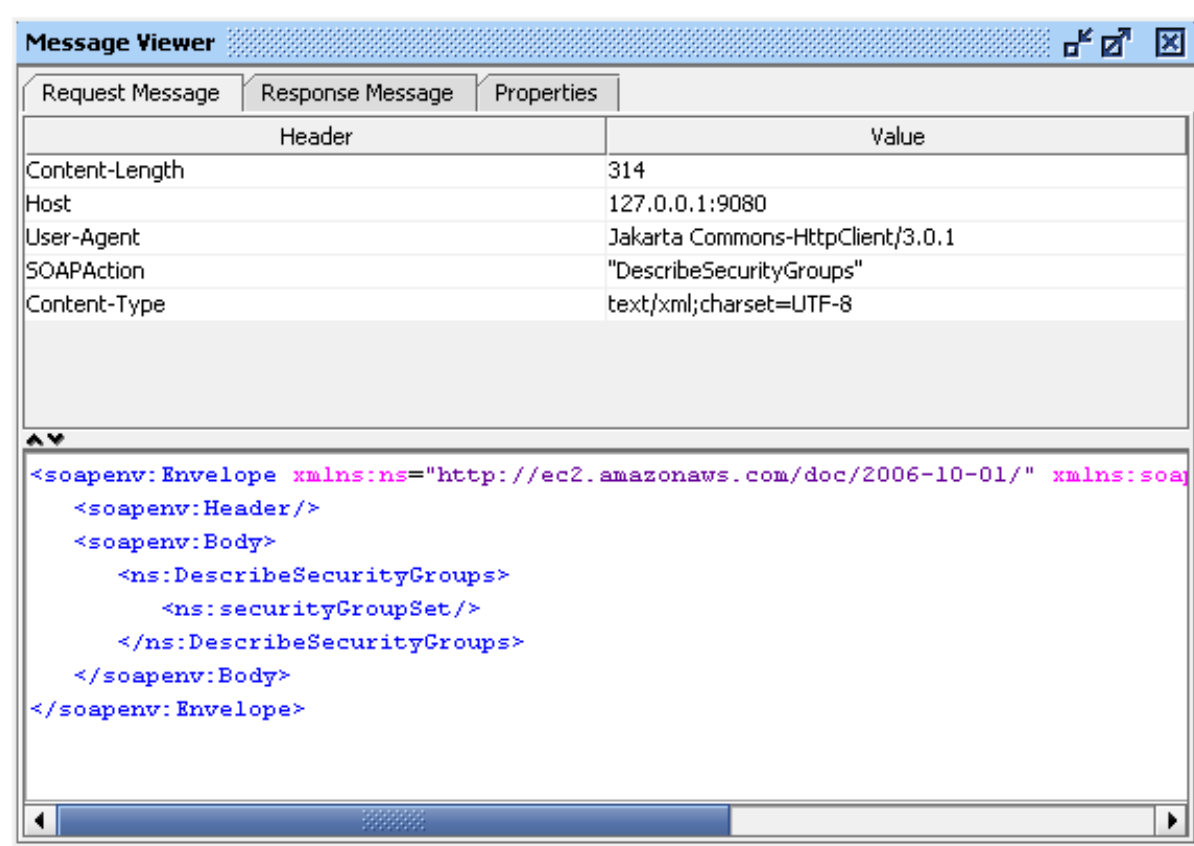 Message Viewer
Request Message Response Message Properties
Header Value
Content-Length 314
Host 127.0.0.1:9080
User-Agent Jakarta Commons-HttpClient/3.0.1
SOAPAction "DescribeSecurityGroups"
Content-Type text/xml;charset=UTF-8
<soapenv:Envelope xmlns:ns="http://ec2.amazonaws.com/doc/2006-10-01/" xmlns:soap
<soapenv:Header/>
<soapenv:Body>
<ns:DescribeSecurityGroups>
<ns:securityGroupSet/>
</ns:DescribeSecurityGroups>
</soapenv:Body>
</soapenv:Envelope>